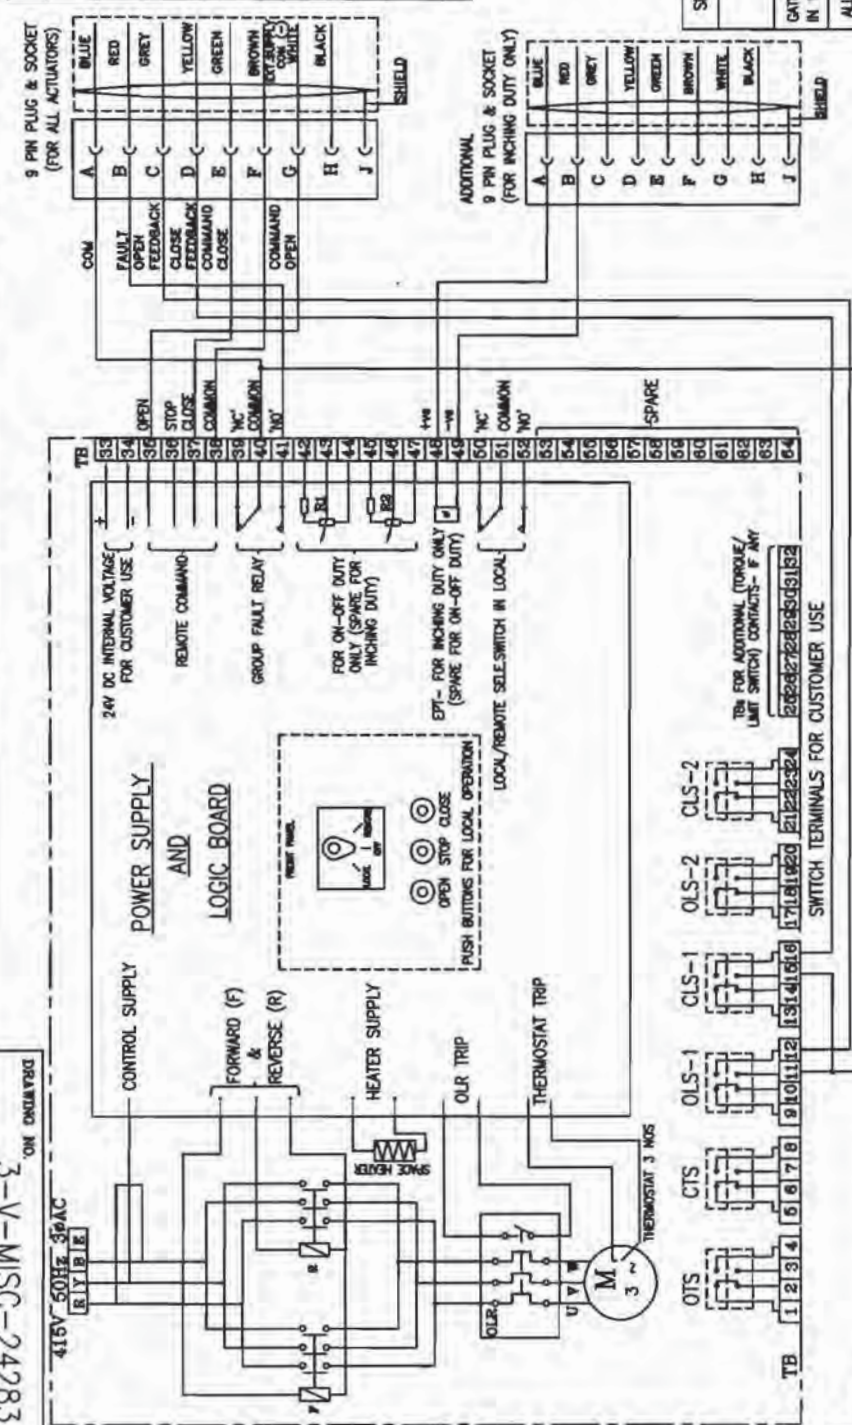 9 PIN PLUG & SOCKET
(FOR ALL ACTUATORS)
BLUE
RED
GREY
YELLOW
GREEN
BROWN
EXT.SUPPLY
COM (-)
WHITE
BLACK
SHIELD
A
B
C
D
E
F
G
H
J
COM
FAULT
OPEN
FEEDBACK
CLOSE
FEEDBACK
COMMAND
CLOSE
COMMAND
OPEN
ADDITIONAL
9 PIN PLUG & SOCKET
(FOR INCHING DUTY ONLY)
BLUE
RED
GREY
YELLOW
GREEN
BROWN
WHITE
BLACK
SHIELD
A
B
C
D
E
F
G
H
J
OPEN
STOP
CLOSE
COMMON
"NC"
COMMON
"NO"
+ve
-ve
"NC"
COMMON
"NO"
SPARE
TB
33 34 35 36 37 38 39 40 41 42 43 44 45 46 47 48 49 50 51 52 53 54 55 56 57 58 59 60 61 62 63 64
+
-
24V DC INTERNAL VOLTAGE
FOR CUSTOMER USE
REMOTE COMMAND
GROUP FAULT RELAY
R1
R2
FOR ON-OFF DUTY
ONLY (SPARE FOR
INCHING DUTY)
EPT- FOR INCHING DUTY ONLY
(SPARE FOR ON-OFF DUTY)
LOCAL/REMOTE SELE.SWITCH IN LOCAL
POWER SUPPLY
AND
LOGIC BOARD
FRONT PANEL
LOCAL
OFF
REMOTE
OPEN STOP CLOSE
PUSH BUTTONS FOR LOCAL OPERATION
CONTROL SUPPLY
FORWARD (F)
&
REVERSE (R)
HEATER SUPPLY
SPACE HEATER
OLR TRIP
THERMOSTAT TRIP
THERMOSTAT 3 NOS
415V 50Hz 3øAC
R Y B E
F
R
OLR
U V W
M
3 ~
TBs FOR ADDITIONAL (TORQUE/
LIMIT SWITCH) CONTACTS- IF ANY
OTS
CTS
OLS-1
CLS-1
OLS-2
CLS-2
TB
1 2 3 4
5 6 7 8
9 10 11 12
13 14 15 16
17 18 19 20
21 22 23 24
26 27 28 29 30 31 32
SWITCH TERMINALS FOR CUSTOMER USE
DRAWING NO.
3-V-MISC-24283